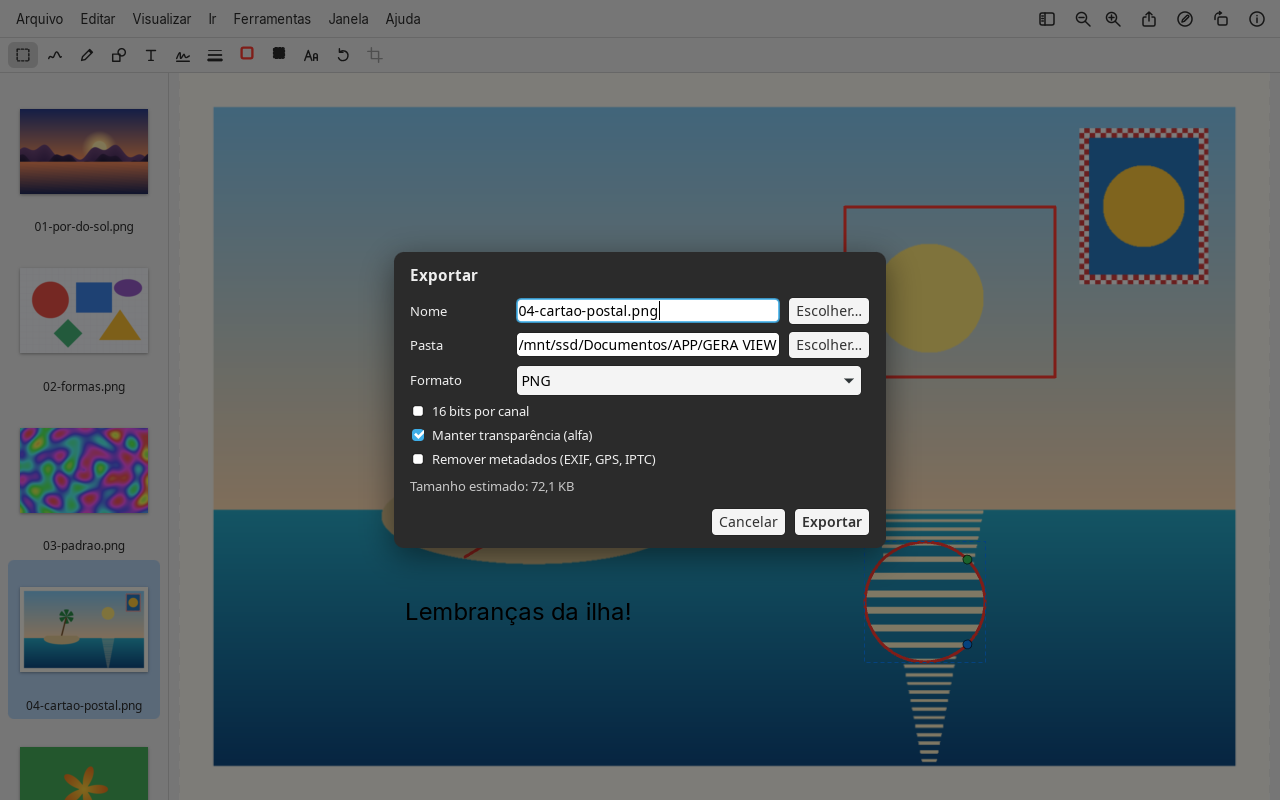 Arquivo Editar Visualizar Ir Ferramentas Janela Ajuda
01-por-do-sol.png
02-formas.png
03-padrao.png
04-cartao-postal.png
Exportar
Nome 04-cartao-postal.png Escolher...
Pasta /mnt/ssd/Documentos/APP/GERA VIEW Escolher...
Formato PNG
16 bits por canal
Manter transparência (alfa)
Remover metadados (EXIF, GPS, IPTC)
Tamanho estimado: 72,1 KB
Cancelar Exportar
Lembranças da ilha!